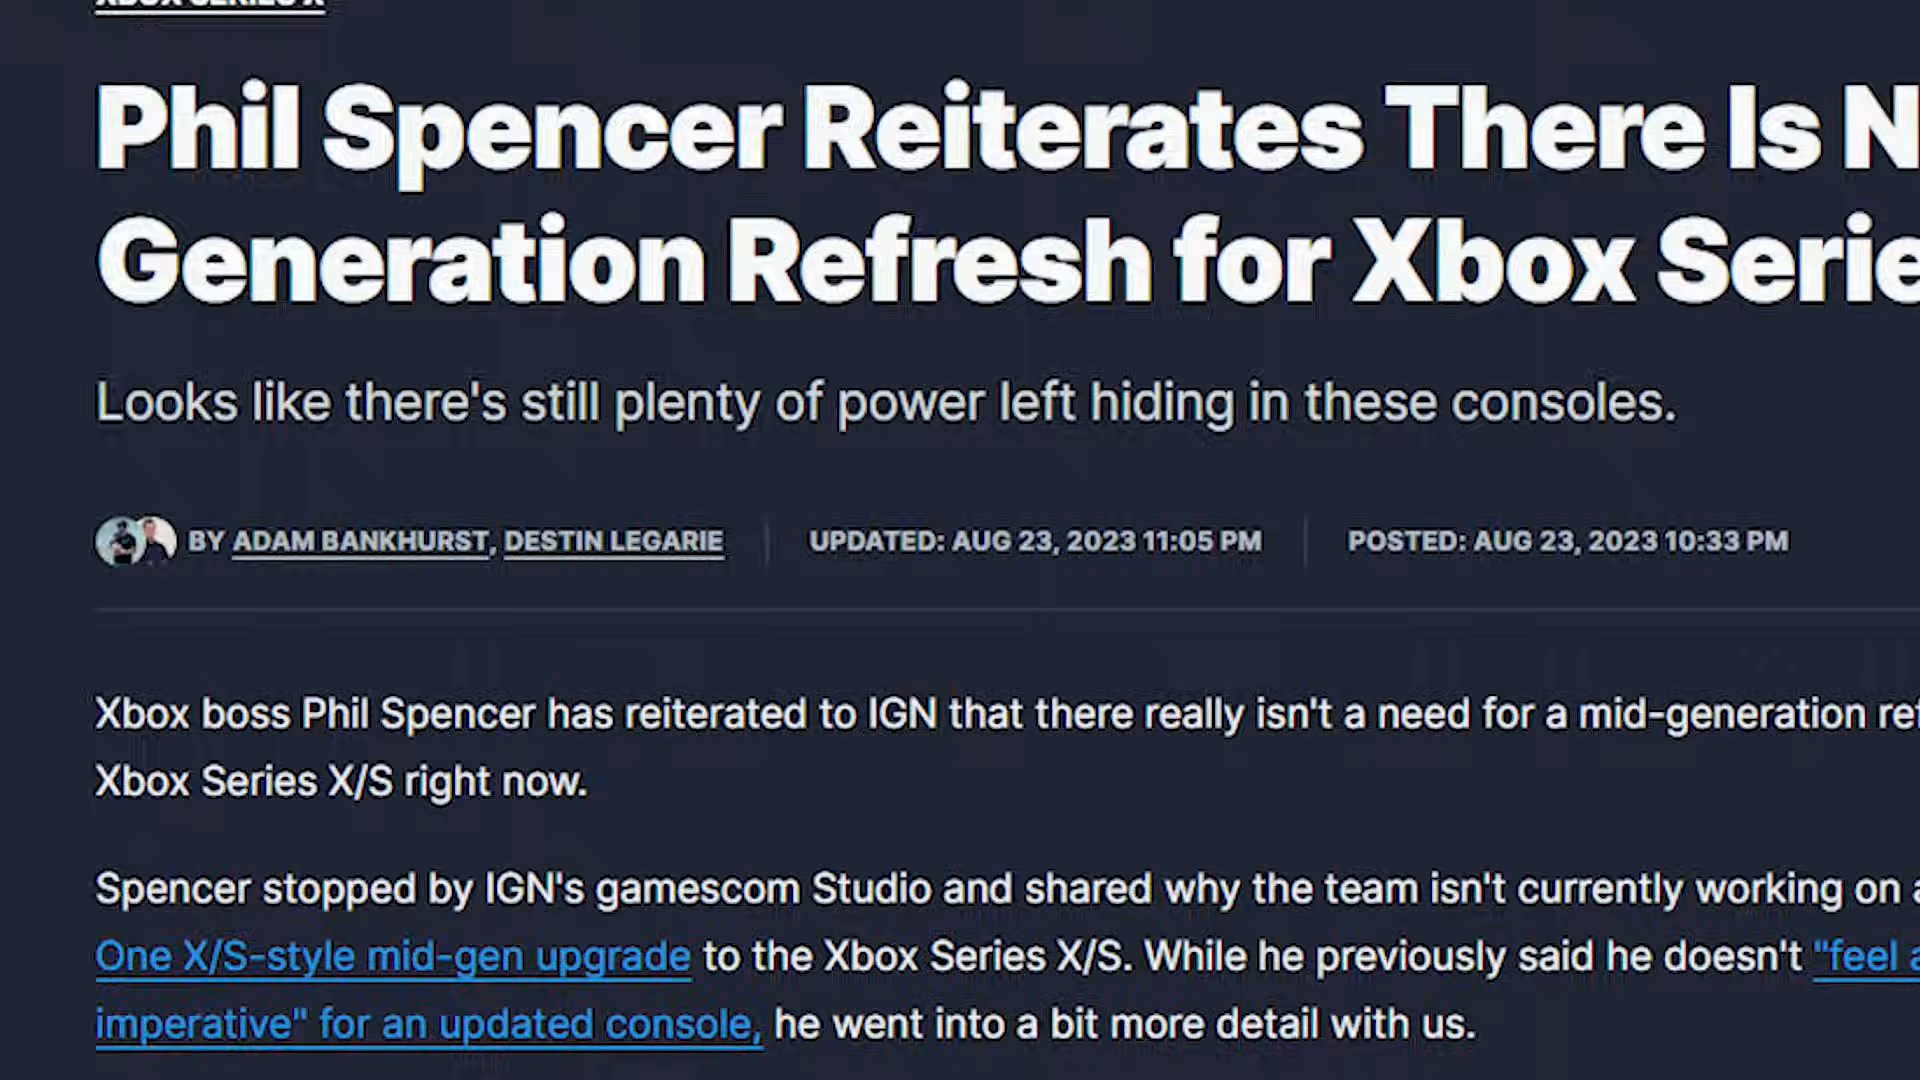 XBOX SERIES X
Phil Spencer Reiterates There Is
Generation Refresh for Xbox
Looks like there's still plenty of power left hiding in these consoles.
BY ADAM BANKHURST, DESTIN LEGARIE
UPDATED: AUG 23, 2023 11:05 PM
POSTED: AUG 23, 2023 10:33 PM
Xbox boss Phil Spencer has reiterated to IGN that there really isn't a need for a mid-generation
Xbox Series X/S right now.
Spencer stopped by IGN's gamescom Studio and shared why the team isn't currently working on
One X/S-style mid-gen upgrade to the Xbox Series X/S. While he previously said he doesn't "feel
imperative" for an updated console, he went into a bit more detail with us.